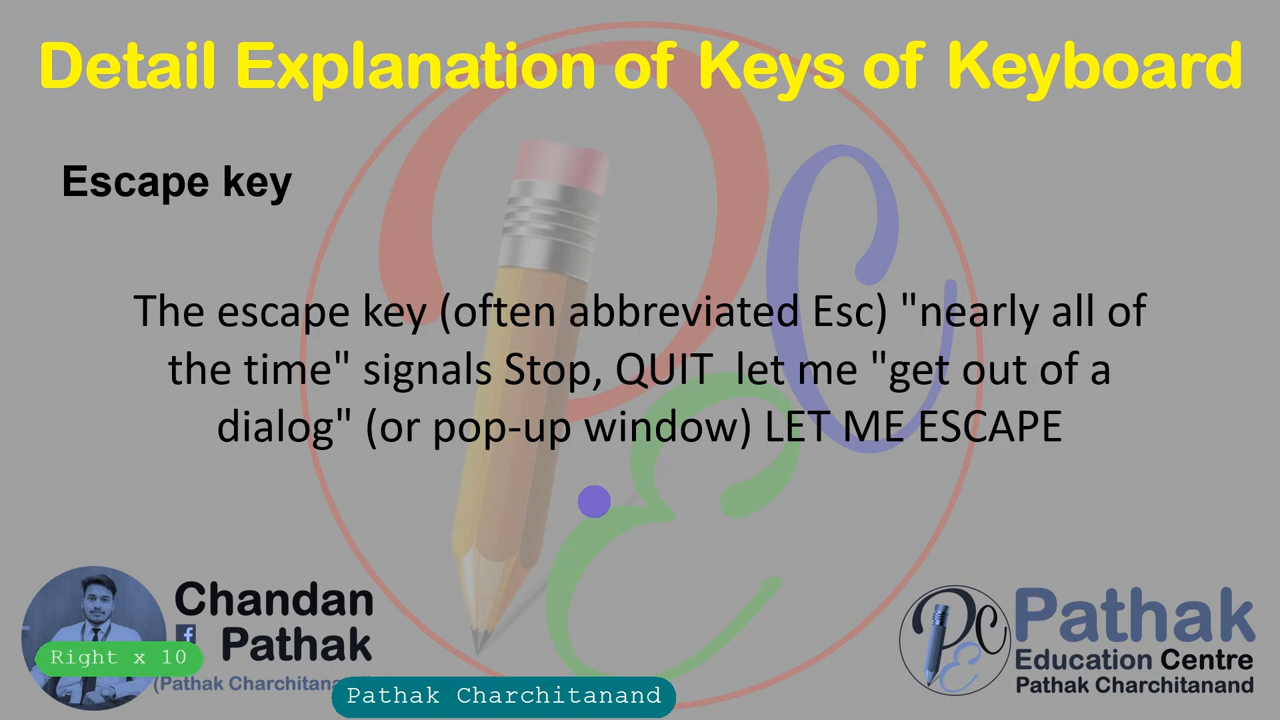 Detail Explanation of Keys of Keyboard
Escape key
The escape key (often abbreviated Esc) "nearly all of
the time" signals Stop, QUIT let me "get out of a
dialog" (or pop-up window) LET ME ESCAPE
Chandan
Pathak
Right x 10
(Pathak Charchitanand
Pathak Charchitanand
PCE
Pathak
Education Centre
Pathak Charchitanand